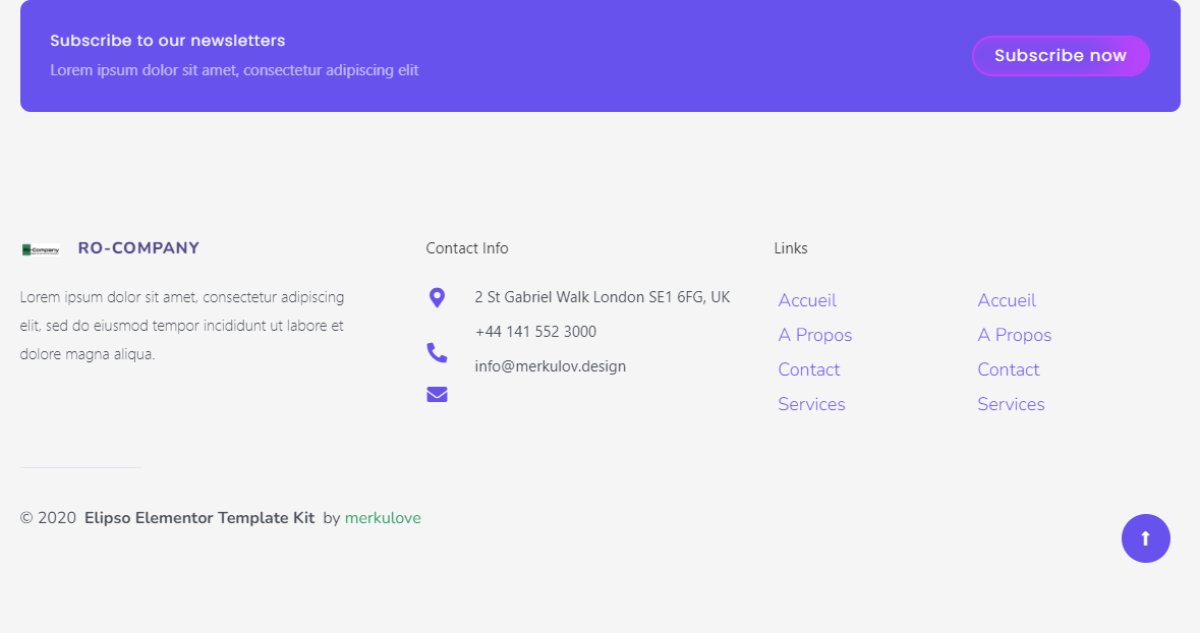 Subscribe to our newsletters
Lorem ipsum dolor sit amet, consectetur adipiscing elit
Subscribe now
RO-COMPANY
Lorem ipsum dolor sit amet, consectetur adipiscing
elit, sed do eiusmod tempor incididunt ut labore et
dolore magna aliqua.
Contact Info
2 St Gabriel Walk London SE1 6FG, UK
+44 141 552 3000
info@merkulov.design
Links
Accueil
A Propos
Contact
Services
Accueil
A Propos
Contact
Services
© 2020 Elipso Elementor Template Kit by merkulove